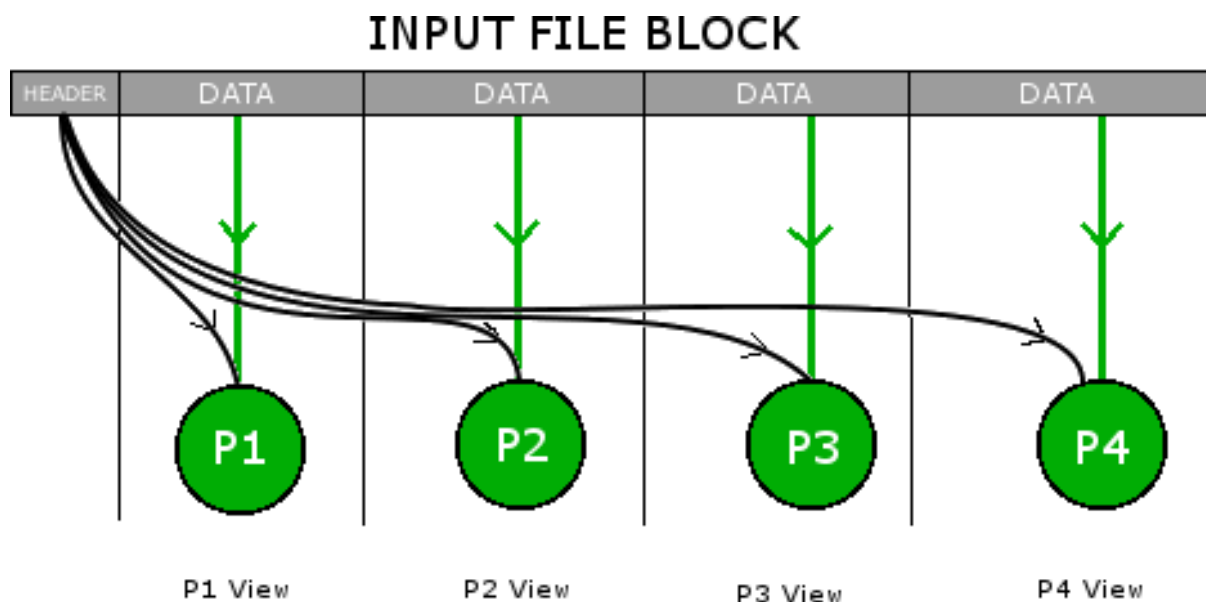 INPUT FILE BLOCK
HEADER DATA DATA DATA DATA
P1 P2 P3 P4
P1 View P2 View P3 View P4 View